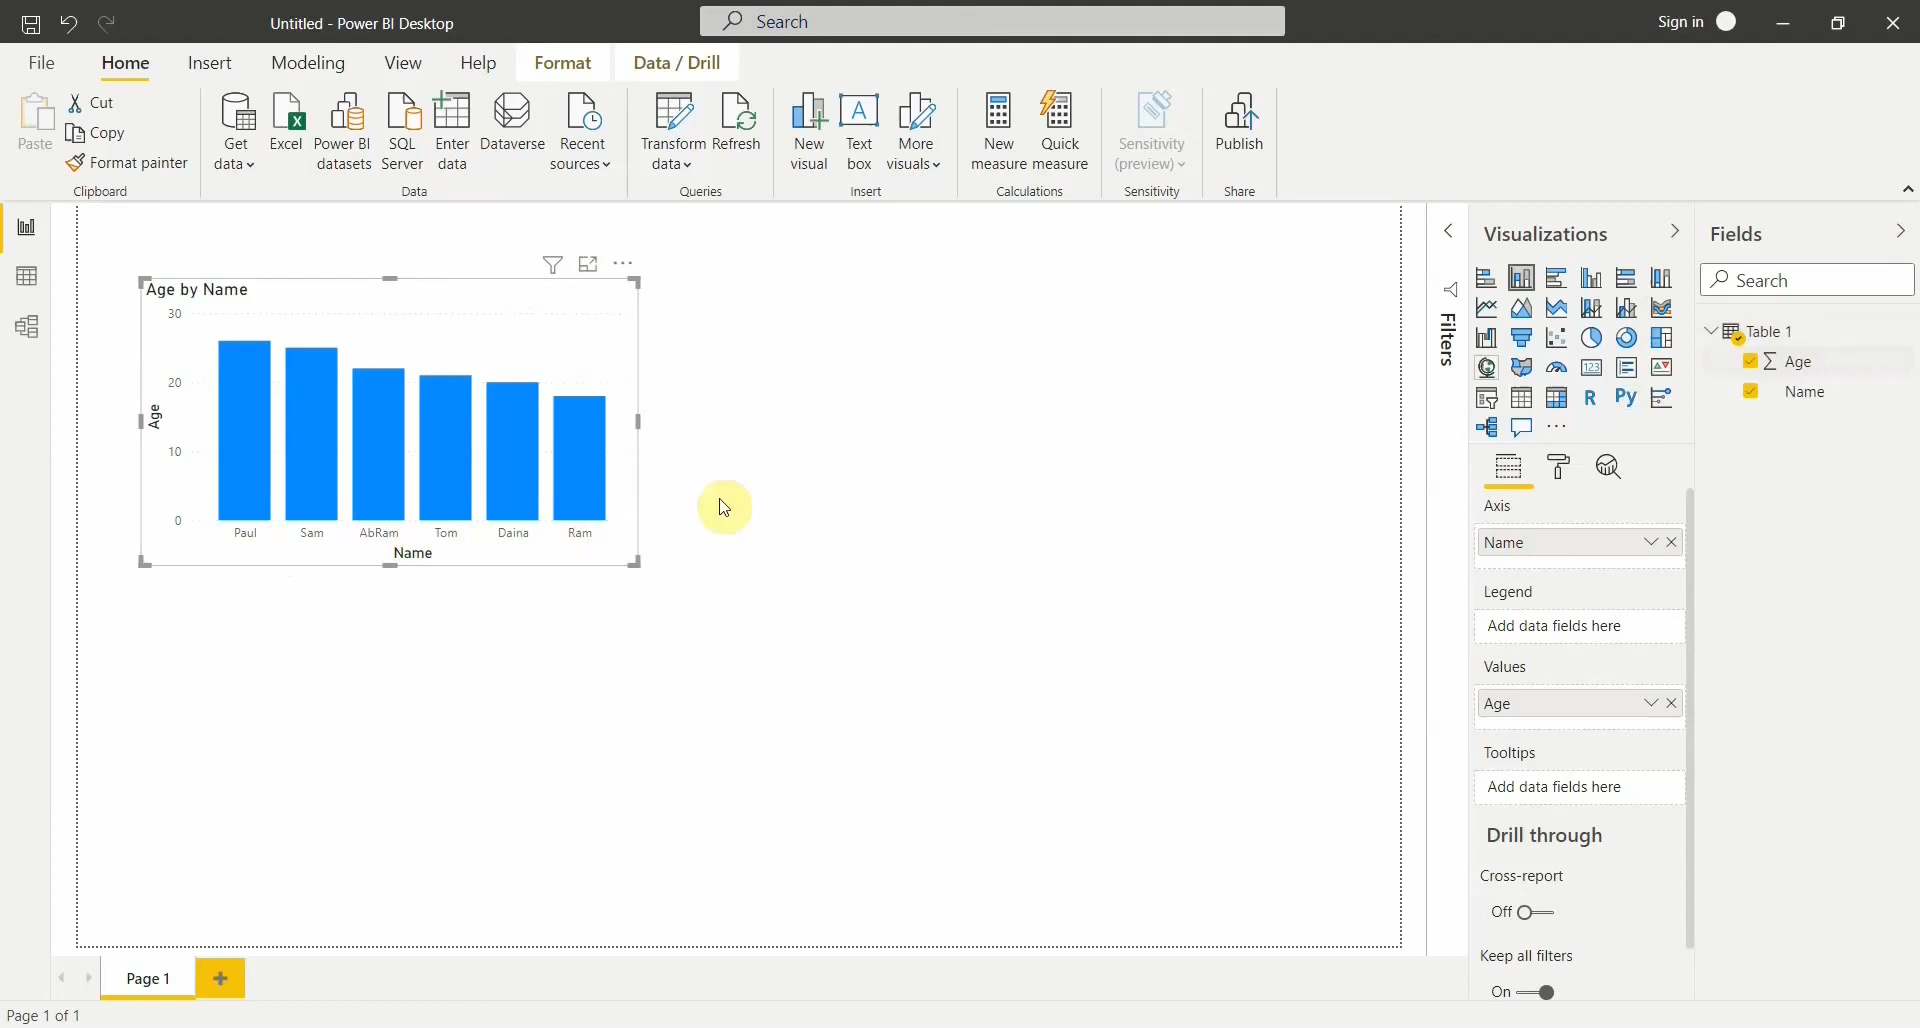 Untitled - Power BI Desktop
Search
Sign in
File Home Insert Modeling View Help Format Data / Drill
Paste
Cut
Copy
Format painter
Clipboard
Get data
Excel
Power BI datasets
SQL Server
Enter data
Dataverse
Recent sources
Data
Transform data
Refresh
Queries
New visual
Text box
More visuals
Insert
New measure
Quick measure
Calculations
Sensitivity (preview)
Sensitivity
Publish
Share
Age by Name
30
20
10
0
Age
Paul Sam AbRam Tom Daina Ram
Name
Filters
Visualizations
123
R
Py
Axis
Name
Legend
Add data fields here
Values
Age
Tooltips
Add data fields here
Drill through
Cross-report
Off
Keep all filters
On
Fields
Search
Table 1
Age
Name
Page 1
Page 1 of 1